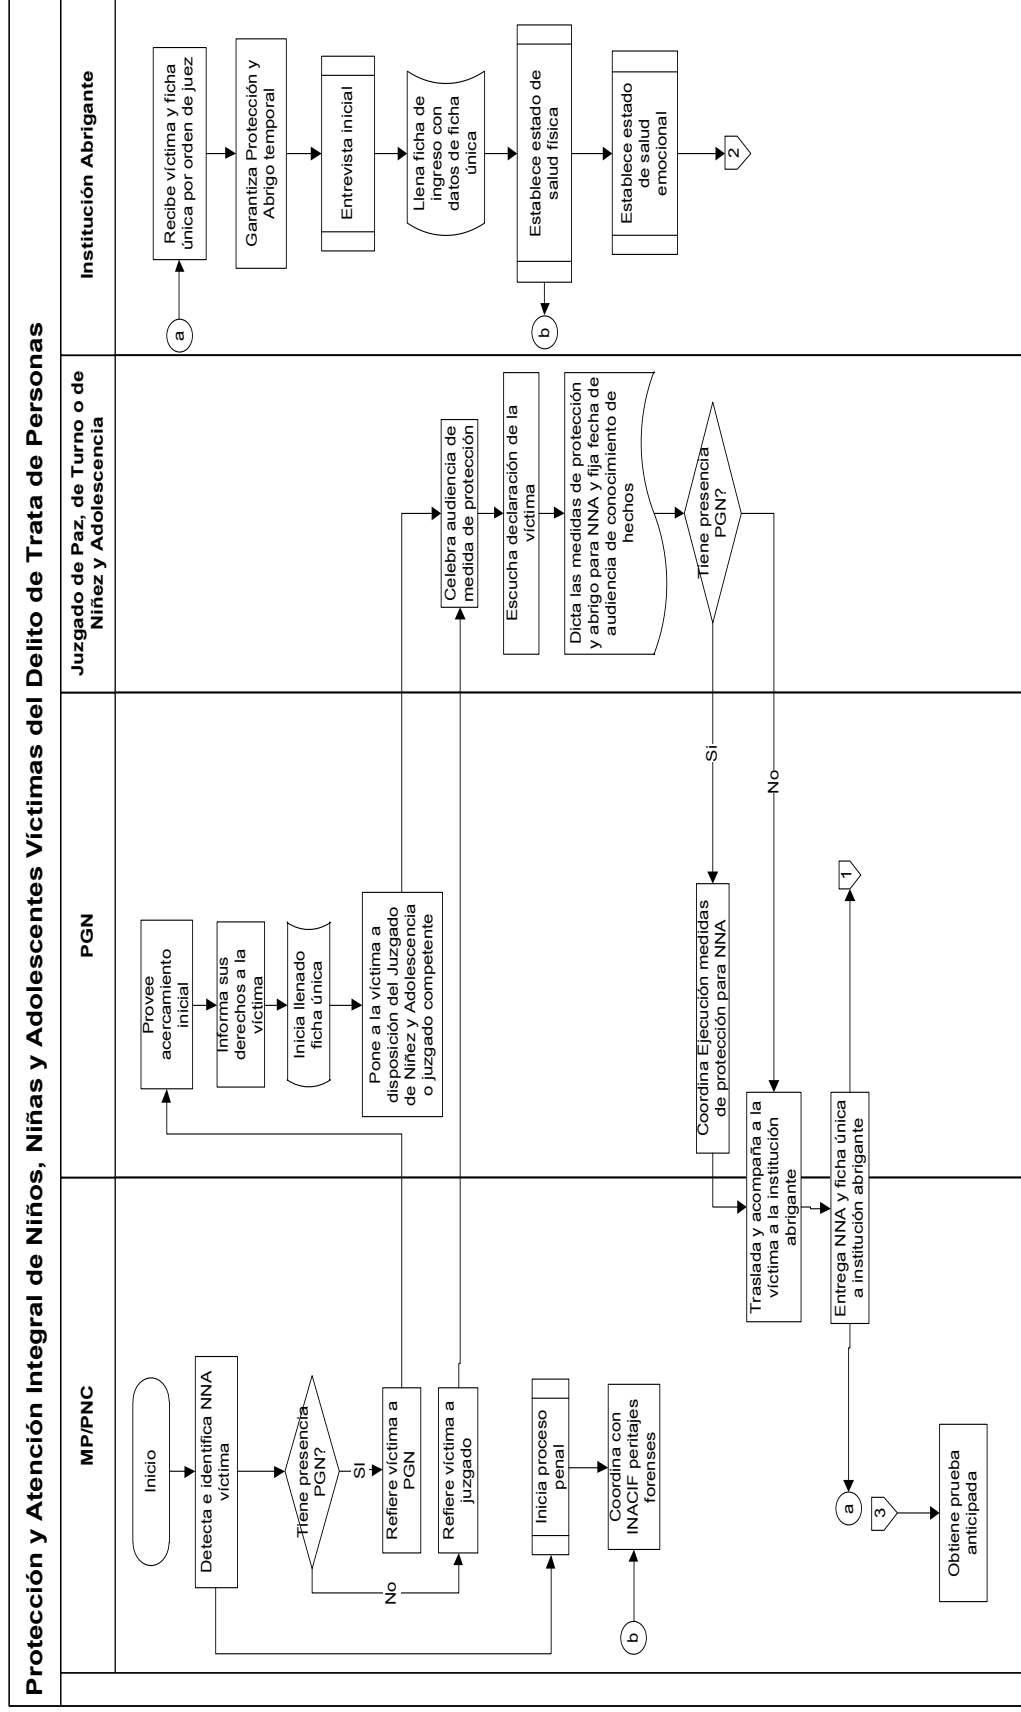 Protección y Atención Integral de Niños, Niñas y Adolescentes Víctimas del Delito de Trata de Personas
MP/PNC
PGN
Juzgado de Paz, de Turno o de
Niñez y Adolescencia
Institución Abrigante
Inicio
Detecta e identifica NNA
víctima
Tiene presencia
PGN?
SI
No
Refiere víctima a
PGN
Refiere víctima a
juzgado
Inicia proceso
penal
Coordina con
INACIF peritajes
forenses
b
a
3
Obtiene prueba
anticipada
Provee
acercamiento
inicial
Informa sus
derechos a la
víctima
Inicia llenado
ficha única
Pone a la víctima a
disposición del Juzgado
de Niñez y Adolescencia
o juzgado competente
Si
No
Coordina Ejecución medidas
de protección para NNA
Traslada y acompaña a la
víctima a la institución
abrigante
Entrega NNA y ficha única
a institución abrigante
1
Celebra audiencia de
medida de protección
Escucha declaración de la
víctima
Dicta las medidas de protección
y abrigo para NNA y fija fecha de
audiencia de conocimiento de
hechos
Tiene presencia
PGN?
a
Recibe víctima y ficha
única por orden de juez
Garantiza Protección y
Abrigo temporal
Entrevista inicial
Llena ficha de
ingreso con
datos de ficha
única
Establece estado de
salud física
b
Establece estado
de salud
emocional
2